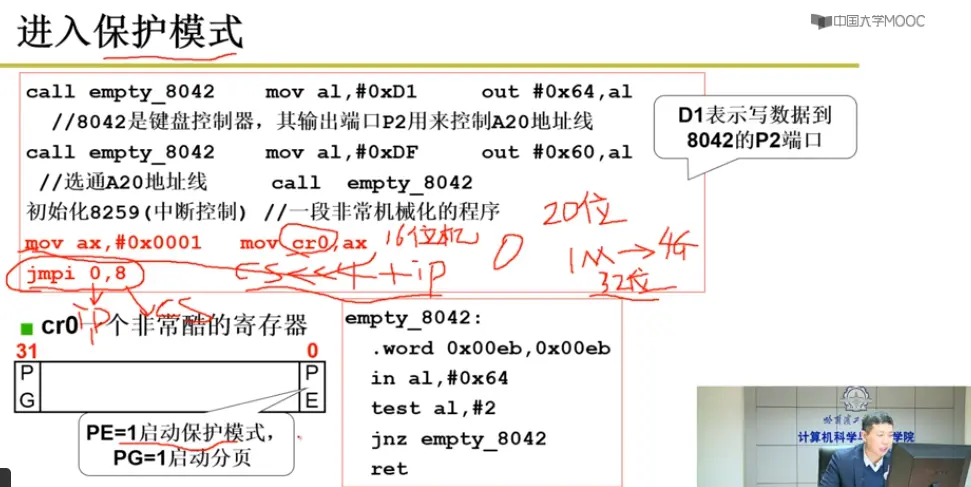 进入保护模式
中国大学MOOC
call empty_8042 mov al,#0xD1 out #0x64,al
//8042是键盘控制器，其输出端口P2用来控制A20地址线
call empty_8042 mov al,#0xDF out #0x60,al
//选通A20地址线 call empty_8042
初始化8259(中断控制) //一段非常机械化的程序
mov ax,#0x0001 mov cr0,ax
jmpi 0,8
D1表示写数据到
8042的P2端口
20位
16位机
0
1M→4G
32位
CS<<4+ip
ip
CS
cr0 个非常酷的寄存器
31 0
P
G
P
E
PE=1启动保护模式，
PG=1启动分页
empty_8042:
.word 0x00eb,0x00eb
in al,#0x64
test al,#2
jnz empty_8042
ret
计算机科学 学院